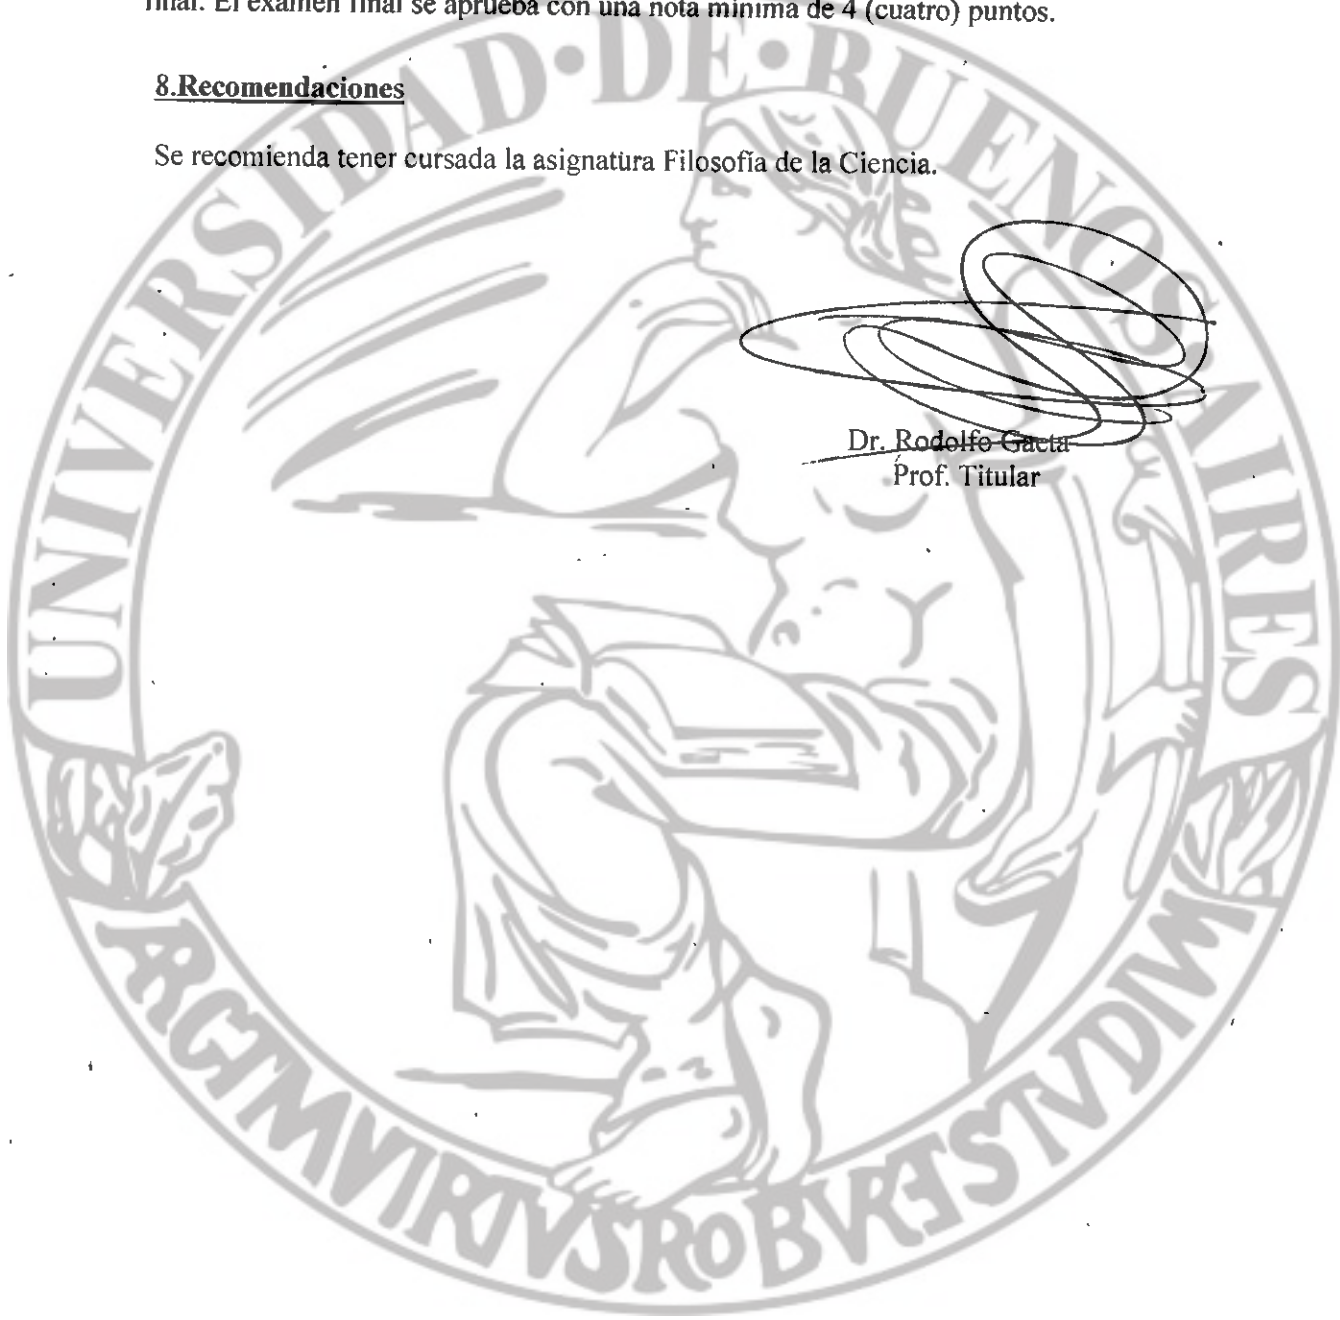 final. El examen final se aprueba con una nota mínima de 4 (cuatro) puntos.
8.Recomendaciones
Se recomienda tener cursada la asignatura Filosofía de la Ciencia.
Dr. Rodolfo Gaeta
Prof. Titular
UNIVERSIDAD·DE·BUENOS AIRES
ARGTMVIRTVSROBVRETSTVDIVM